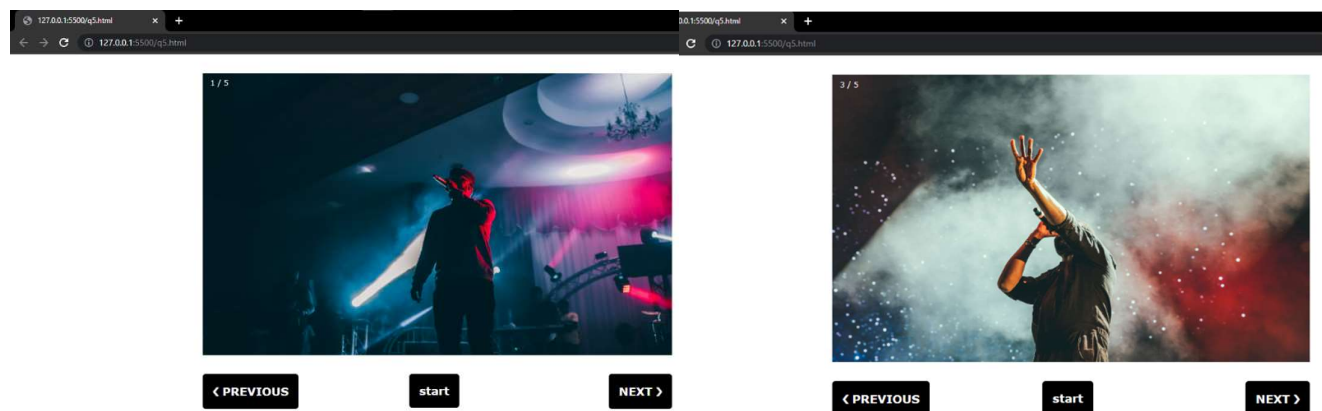 127.0.0.1:5500/q5.html
127.0.0.1:5500/q5.html
1 / 5
❮ PREVIOUS
start
NEXT ❯
0.0.1:5500/q5.html
127.0.0.1:5500/q5.html
3 / 5
❮ PREVIOUS
start
NEXT ❯